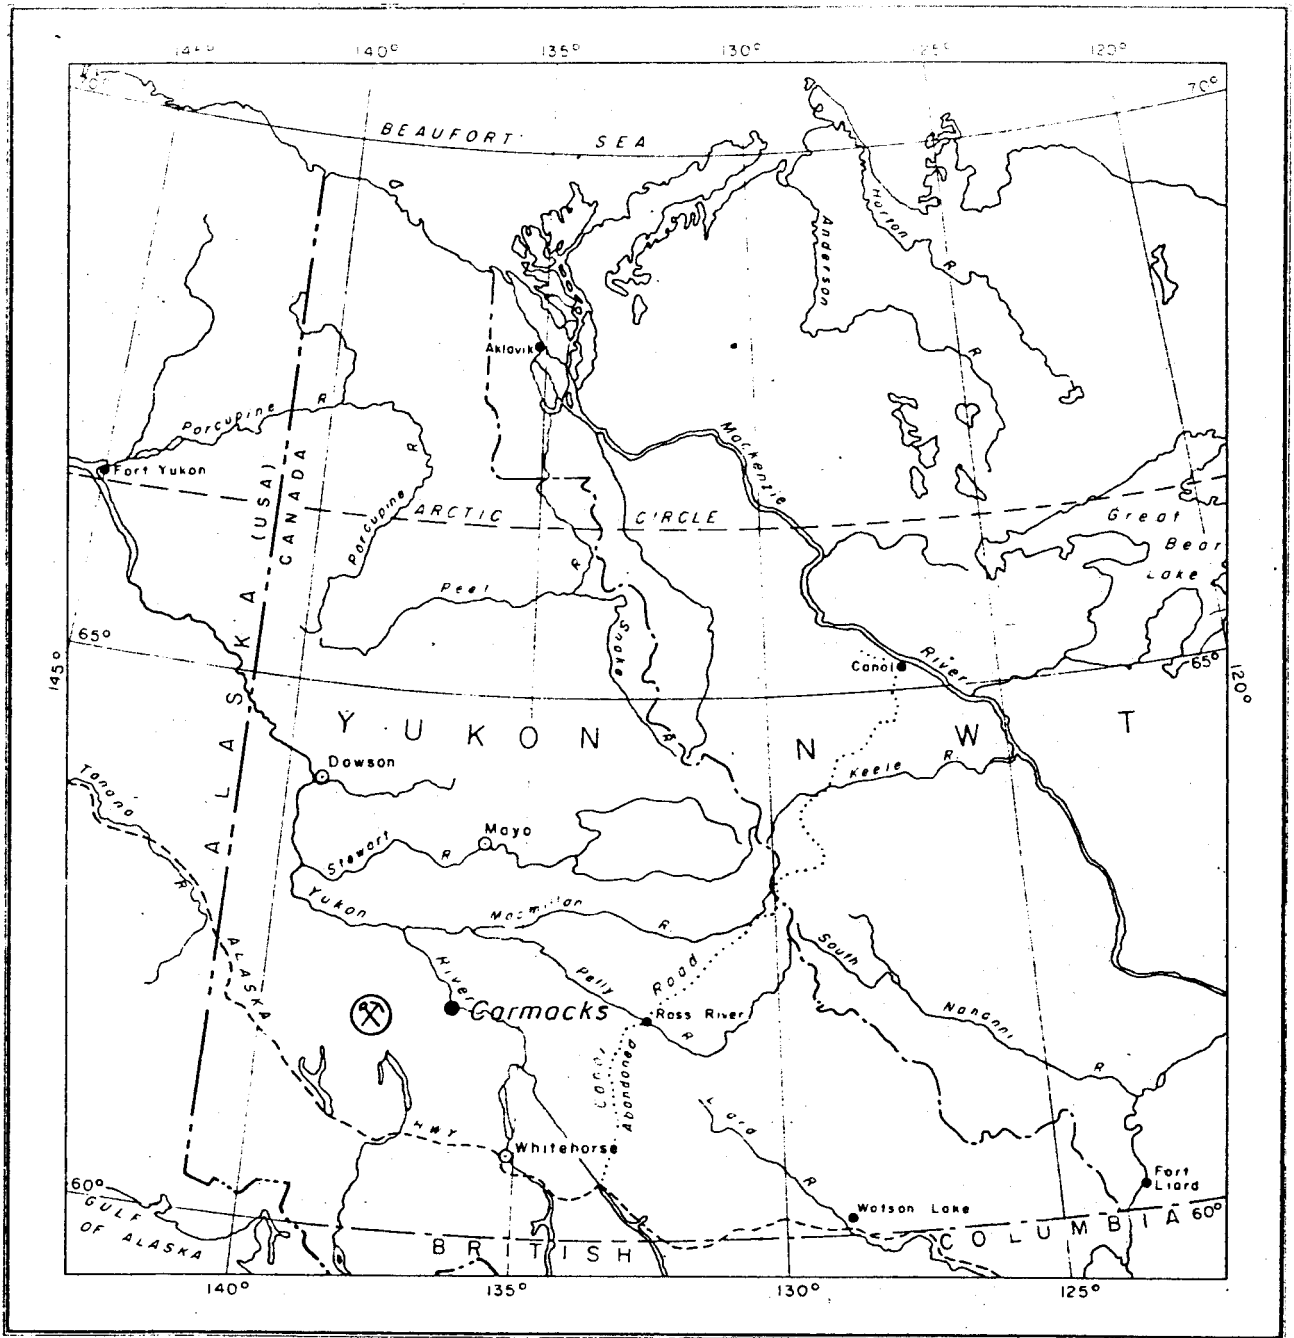 145° 140° 135° 130° 125° 120°
70° 70°
BEAUFORT SEA
Horton
R
Anderson
R
Aklavik
Porcupine R
Mackenzie
Fort Yukon
R
Porcupine
(USA)
CANADA
ARCTIC CIRCLE
Great
Bear
Lake
Peel
R
Snake
R
65° 65°
145° 120°
Canol
River
ALASKA
YUKON
N W T
Dawson
Keele R
Tanana
R
Mayo
Stewart R
Yukon
Macmillan R
ALASKA
River
Pelly
R
Road
South
Nahanni
R
Carmacks
Ross River
Canol
Abandoned
HWY
Liard
R
Whitehorse
Fort
Liard
Watson Lake
60° 60°
GULF
OF ALASKA
BRITISH COLUMBIA
140° 135° 130° 125°